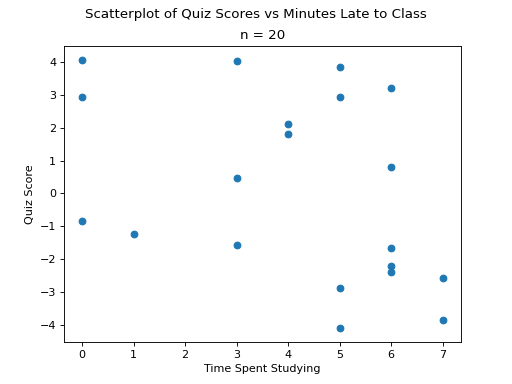 Scatterplot of Quiz Scores vs Minutes Late to Class
n = 20
4
3
2
1
0
−1
−2
−3
−4
Quiz Score
0 1 2 3 4 5 6 7
Time Spent Studying